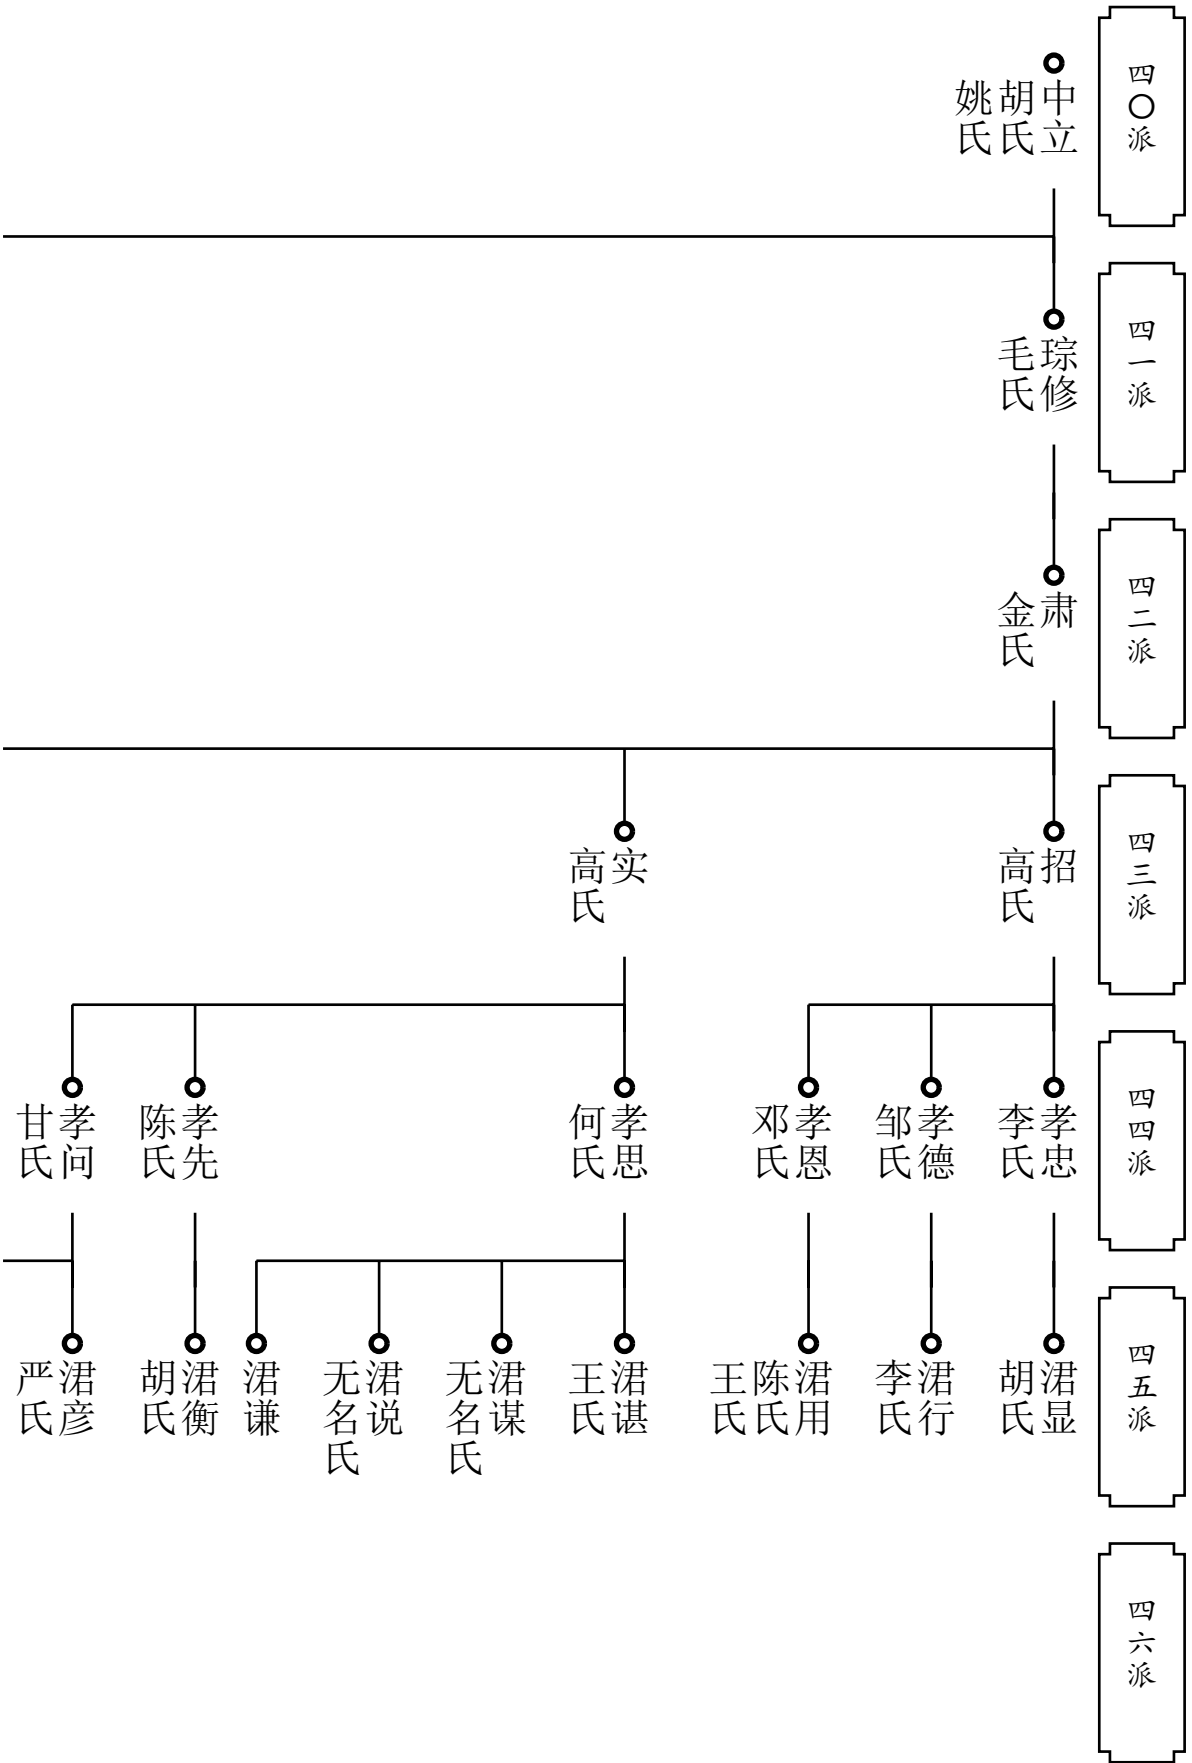 四〇派
中立
胡氏
姚氏
四一派
琮修
毛氏
四二派
肃
金氏
四三派
招
高氏
实
高氏
四四派
孝忠
李氏
孝德
邹氏
孝恩
邓氏
孝思
何氏
孝先
陈氏
孝问
甘氏
四五派
涒显
胡氏
涒行
李氏
涒用
陈氏
王氏
涒谌
王氏
涒谋
无名氏
涒说
无名氏
涒谦
涒衡
胡氏
涒彦
严氏
四六派